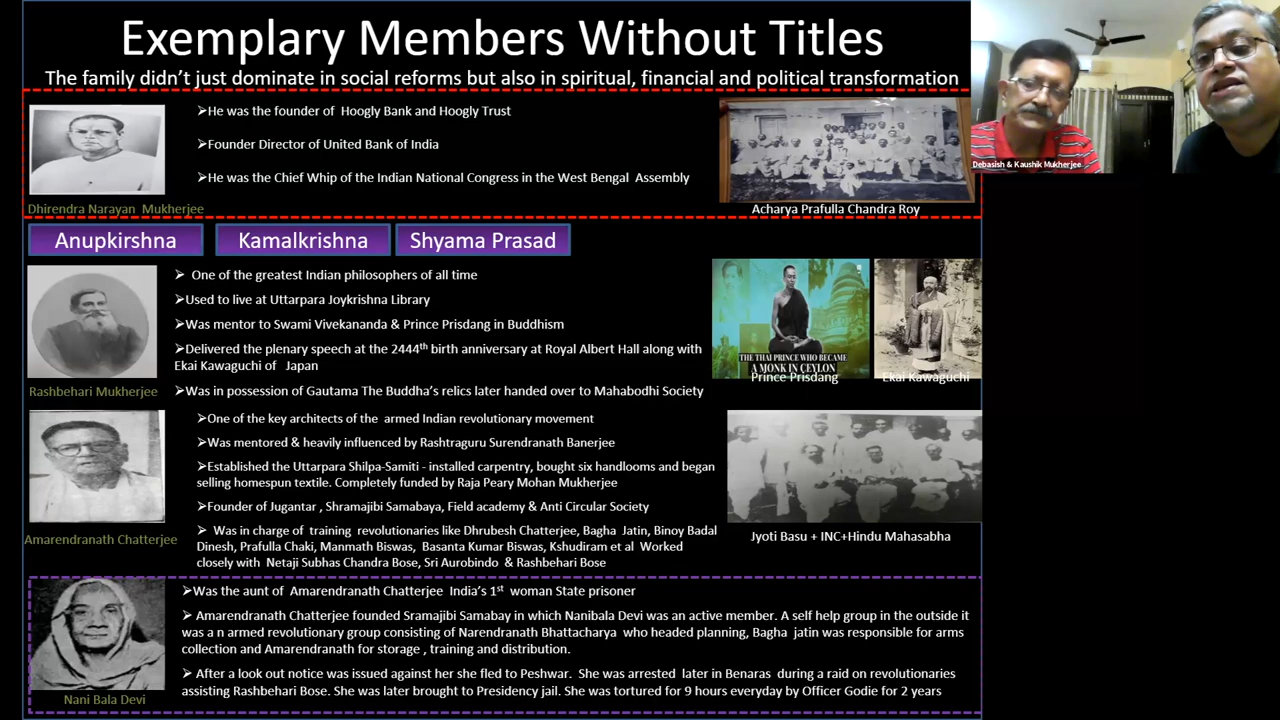 Exemplary Members Without Titles
The family didn't just dominate in social reforms but also in spiritual, financial and political transformation
➢He was the founder of Hoogly Bank and Hoogly Trust
➢Founder Director of United Bank of India
➢He was the Chief Whip of the Indian National Congress in the West Bengal Assembly
Dhirendra Narayan Mukherjee
Acharya Prafulla Chandra Roy
Debasish & Kaushik Mukherjee
Anupkirshna
Kamalkrishna
Shyama Prasad
➢ One of the greatest Indian philosophers of all time
➢Used to live at Uttarpara Joykrishna Library
➢Was mentor to Swami Vivekananda & Prince Prisdang in Buddhism
➢Delivered the plenary speech at the 2444th birth anniversary at Royal Albert Hall along with
Ekai Kawaguchi of Japan
➢Was in possession of Gautama The Buddha's relics later handed over to Mahabodhi Society
Rashbehari Mukherjee
THE THAI PRINCE WHO BECAME
A MONK IN CEYLON
Prince Prisdang
Ekai Kawaguchi
➢One of the key architects of the armed Indian revolutionary movement
➢Was mentored & heavily influenced by Rashtraguru Surendranath Banerjee
➢Established the Uttarpara Shilpa-Samiti - installed carpentry, bought six handlooms and began
selling homespun textile. Completely funded by Raja Peary Mohan Mukherjee
➢Founder of Jugantar , Shramajibi Samabaya, Field academy & Anti Circular Society
➢ Was in charge of training revolutionaries like Dhrubesh Chatterjee, Bagha Jatin, Binoy Badal
Dinesh, Prafulla Chaki, Manmath Biswas, Basanta Kumar Biswas, Kshudiram et al Worked
closely with Netaji Subhas Chandra Bose, Sri Aurobindo & Rashbehari Bose
Amarendranath Chatterjee
Jyoti Basu + INC+Hindu Mahasabha
➢Was the aunt of Amarendranath Chatterjee India's 1st woman State prisoner
➢ Amarendranath Chatterjee founded Sramajibi Samabay in which Nanibala Devi was an active member. A self help group in the outside it
was a n armed revolutionary group consisting of Narendranath Bhattacharya who headed planning, Bagha jatin was responsible for arms
collection and Amarendranath for storage , training and distribution.
➢ After a look out notice was issued against her she fled to Peshwar. She was arrested later in Benaras during a raid on revolutionaries
assisting Rashbehari Bose. She was later brought to Presidency jail. She was tortured for 9 hours everyday by Officer Godie for 2 years
Nani Bala Devi